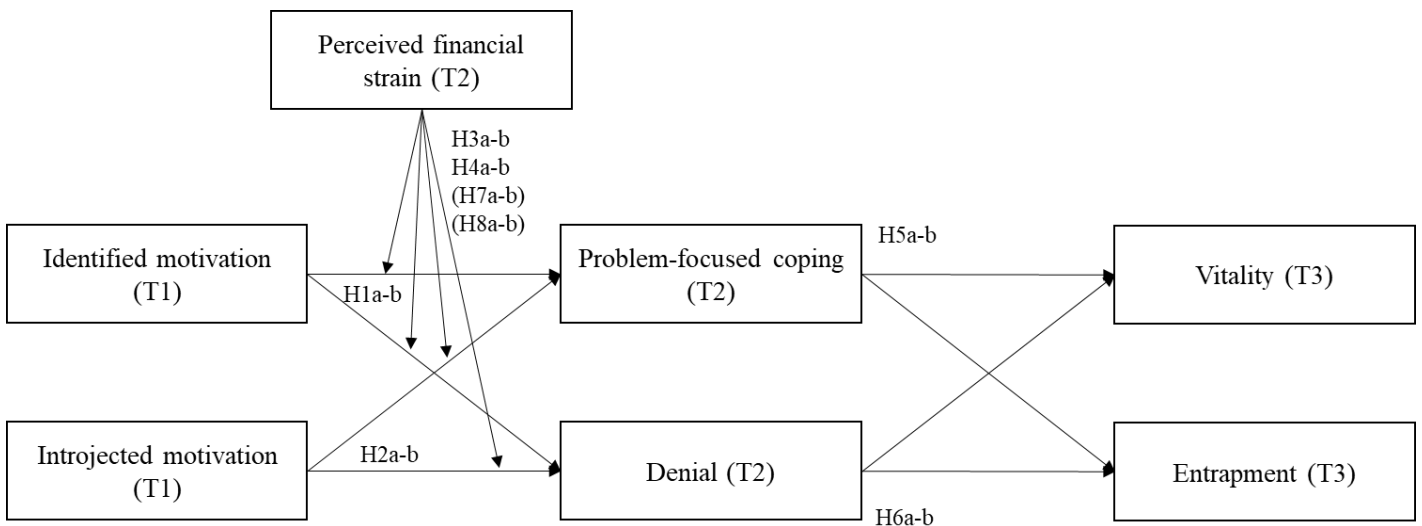 Perceived financial
strain (T2)
H3a-b
H4a-b
(H7a-b)
(H8a-b)
Identified motivation
(T1)
H1a-b
Problem-focused coping
(T2)
H5a-b
Vitality (T3)
Introjected motivation
(T1)
H2a-b
Denial (T2)
H6a-b
Entrapment (T3)